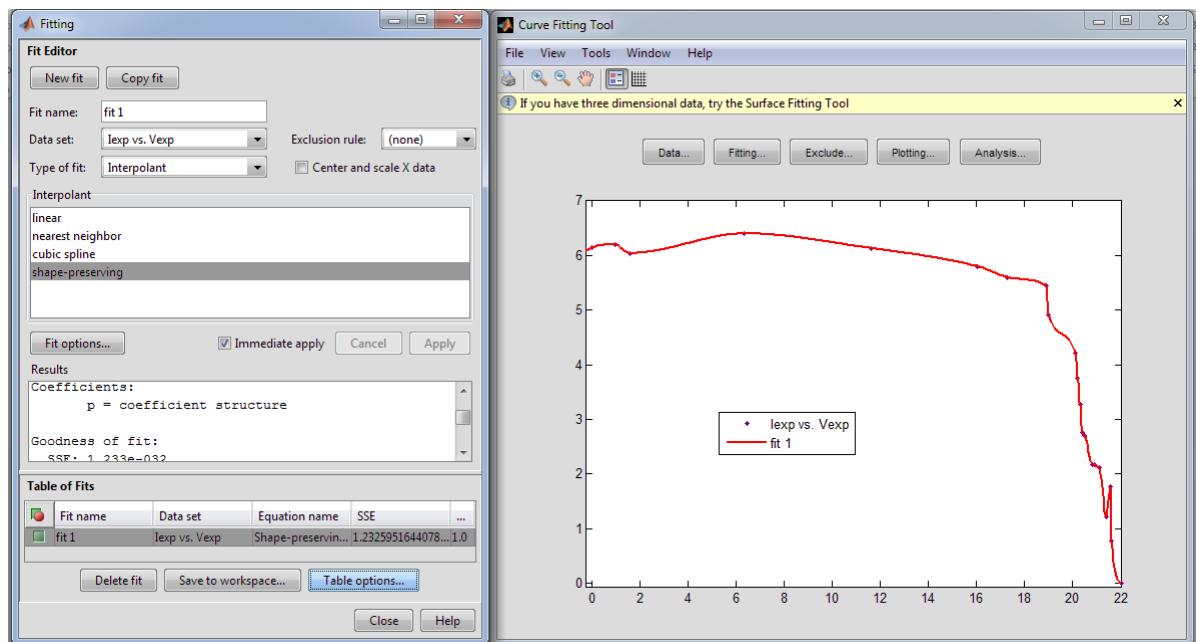 Fitting
Fit Editor
New fit Copy fit
Fit name: fit 1
Data set: Iexp vs. Vexp Exclusion rule: (none)
Type of fit: Interpolant Center and scale X data
Interpolant
linear
nearest neighbor
cubic spline
shape-preserving
Fit options... Immediate apply Cancel Apply
Results
Coefficients:
p = coefficient structure
Goodness of fit:
SSE: 1.233e-032
Table of Fits
Fit name Data set Equation name SSE ...
fit 1 Iexp vs. Vexp Shape-preservin... 1.2325951644078... 1.0
Delete fit Save to workspace... Table options...
Close Help
Curve Fitting Tool
File View Tools Window Help
If you have three dimensional data, try the Surface Fitting Tool
Data... Fitting... Exclude... Plotting... Analysis...
7
6
5
4
3
2
1
0
Iexp vs. Vexp
fit 1
0 2 4 6 8 10 12 14 16 18 20 22